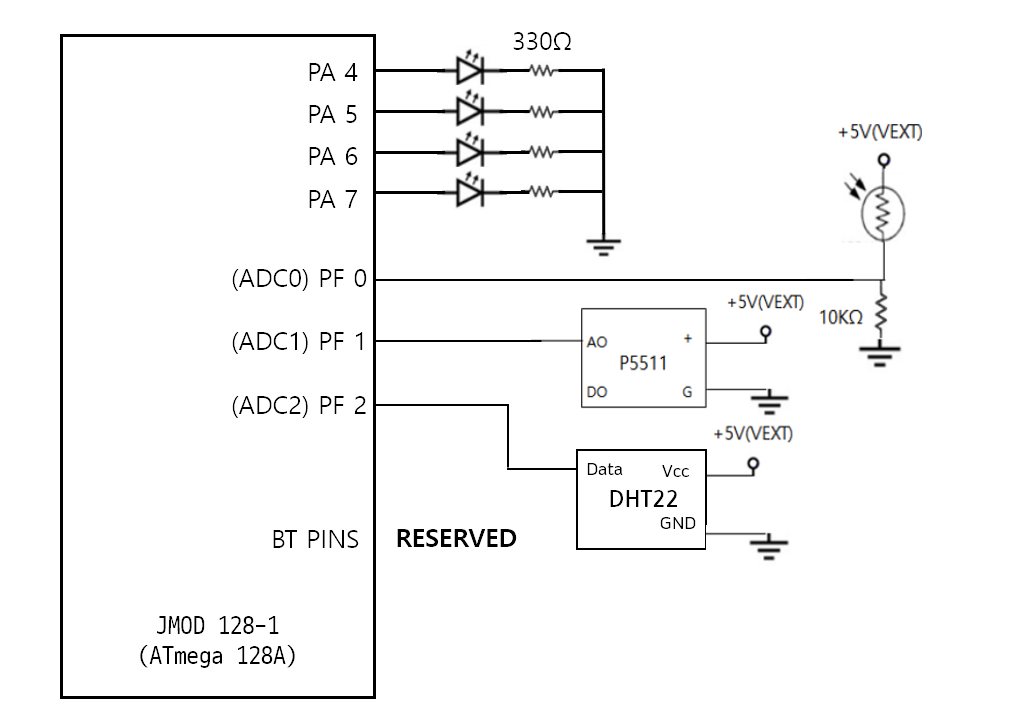 330Ω
PA 4
PA 5
PA 6
PA 7
+5V(VEXT)
(ADC0) PF 0
+5V(VEXT)
10KΩ
(ADC1) PF 1
AO
+
P5511
DO
G
(ADC2) PF 2
+5V(VEXT)
Data
Vcc
DHT22
GND
BT PINS
RESERVED
JMOD 128-1
(ATmega 128A)